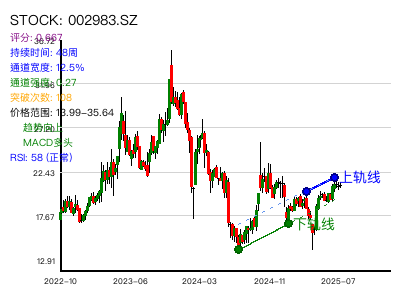 STOCK: 002983.SZ
评分: 0.667
36.72
持续时间: 48周
通道宽度: 12.5%
通道强度: 0.27
突破次数: 108
价格范围: 13.99-35.64
趋势向上
MACD多头
RSI: 58 (正常)
22.43
上轨线
17.67
下轨线
12.91
2022-10
2023-06
2024-03
2024-11
2025-07